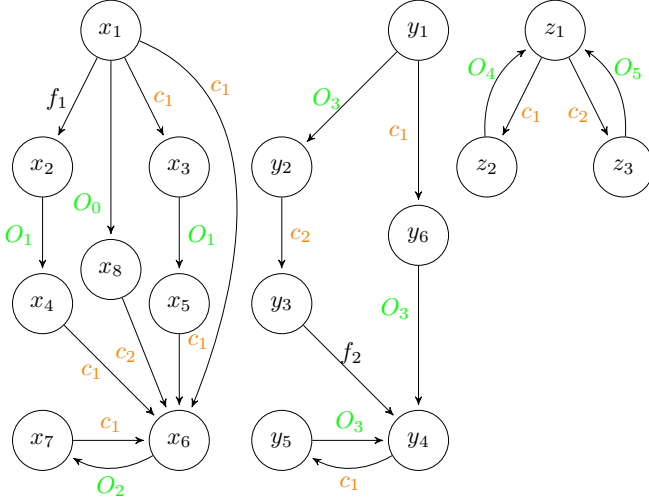 x₁ y₁ z₁
f₁ c₁ c₁ O₃ O₄ O₅
c₁ c₁ c₂
x₂ x₃ y₂ z₂ z₃
O₁ O₀ O₁ c₂ y₆
x₈
x₄ x₅ y₃ O₃
c₁ c₂ c₁ f₂
x₇ c₁ x₆ y₅ O₃ y₄
O₂ c₁